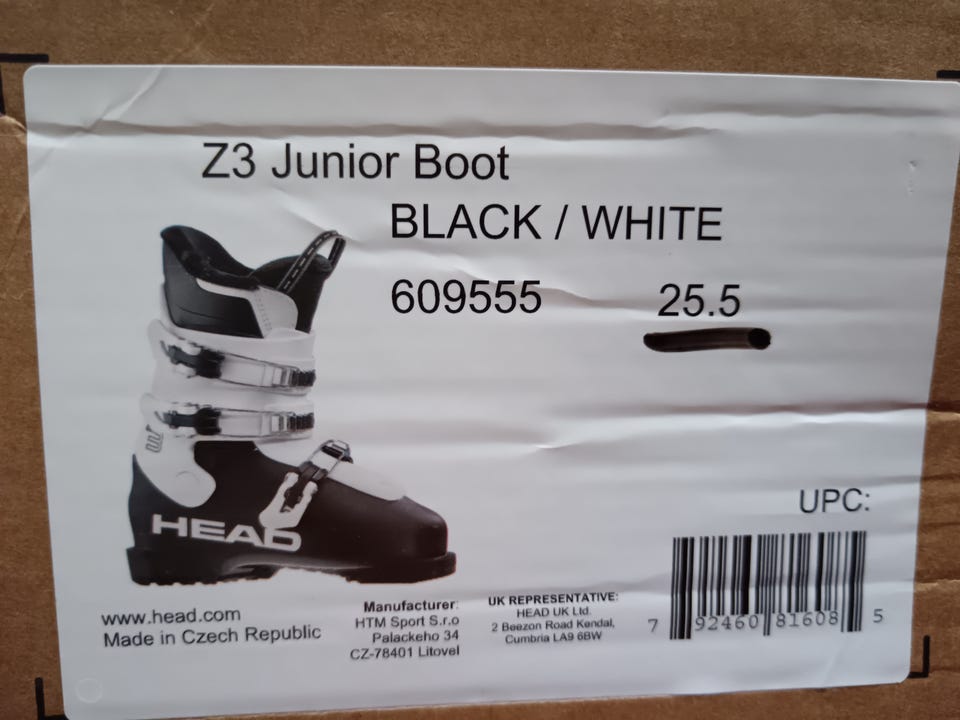 Z3 Junior Boot
BLACK / WHITE
609555 25.5
HEAD
UPC:
www.head.com
Made in Czech Republic
Manufacturer:
HTM Sport S.r.o
Palackeho 34
CZ-78401 Litovel
UK REPRESENTATIVE:
HEAD UK Ltd.
2 Beezon Road Kendal,
Cumbria LA9 6BW
7 92460 81608 5